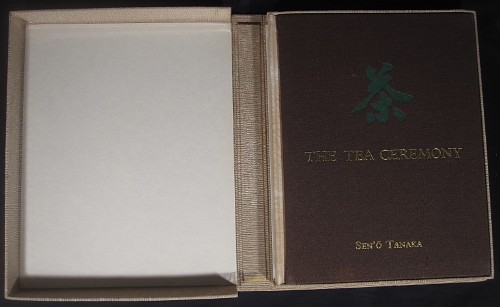 茶
THE TEA CEREMONY
SEN'Ō TANAKA